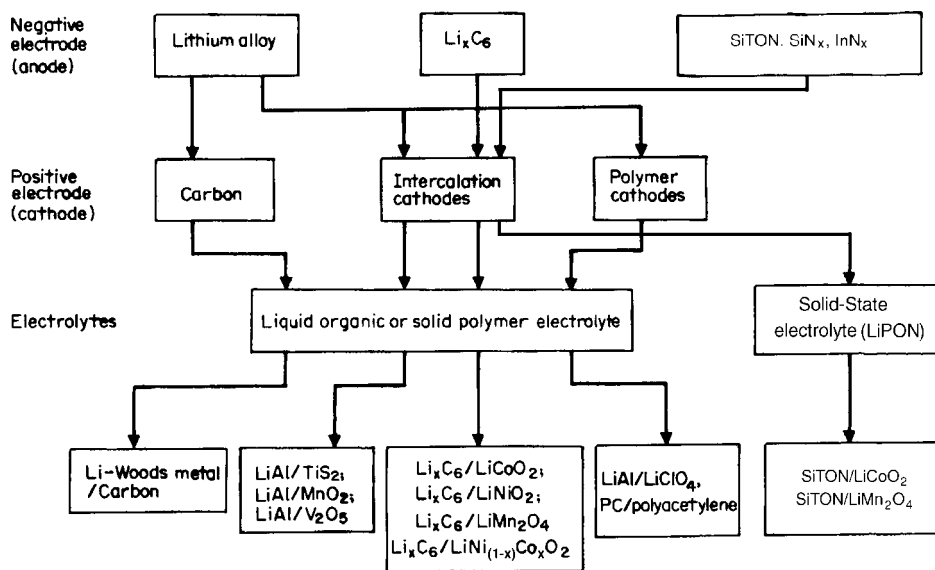 Negative
electrode
(anode)
Lithium alloy
LiₓC₆
SiTON. SiNₓ, InNₓ
Positive
electrode
(cathode)
Carbon
Intercalation
cathodes
Polymer
cathodes
Electrolytes
Liquid organic or solid polymer electrolyte
Solid-State
electrolyte (LiPON)
Li-Woods metal
/Carbon
LiAl/TiS₂;
LiAl/MnO₂;
LiAl/V₂O₅
LiₓC₆/LiCoO₂;
LiₓC₆/LiNiO₂;
LiₓC₆/LiMn₂O₄
LiₓC₆/LiNi₍₁₋ₓ₎CoₓO₂
LiAl/LiClO₄,
PC/polyacetylene
SiTON/LiCoO₂
SiTON/LiMn₂O₄